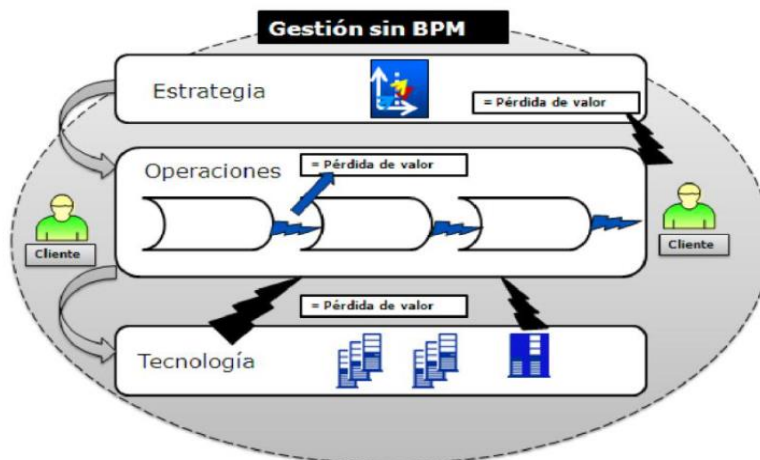 Gestión sin BPM
Estrategia
= Pérdida de valor
Operaciones
= Pérdida de valor
Cliente
Cliente
= Pérdida de valor
Tecnología